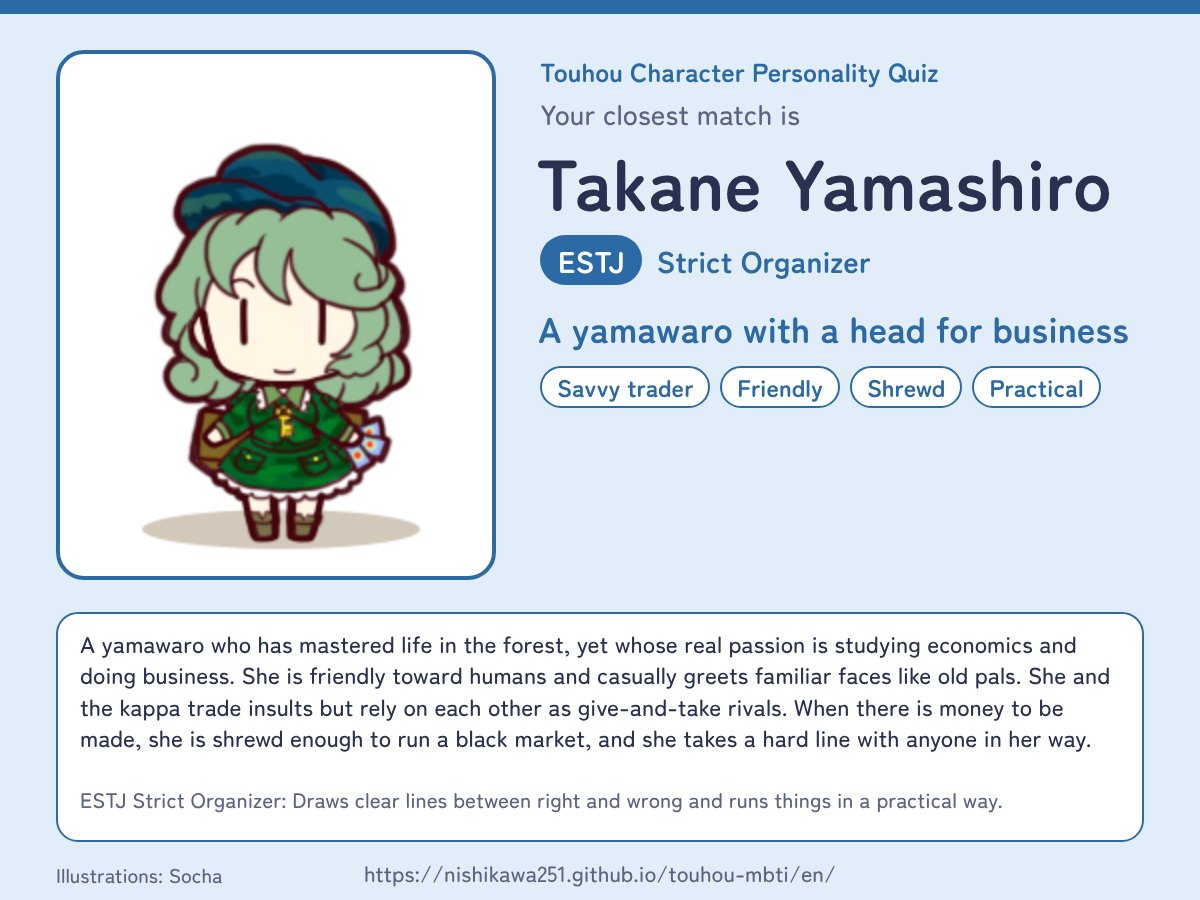 Touhou Character Personality Quiz
Your closest match is
Takane Yamashiro
ESTJ Strict Organizer
A yamawaro with a head for business
Savvy trader Friendly Shrewd Practical
A yamawaro who has mastered life in the forest, yet whose real passion is studying economics and
doing business. She is friendly toward humans and casually greets familiar faces like old pals. She and
the kappa trade insults but rely on each other as give-and-take rivals. When there is money to be
made, she is shrewd enough to run a black market, and she takes a hard line with anyone in her way.
ESTJ Strict Organizer: Draws clear lines between right and wrong and runs things in a practical way.
Illustrations: Socha https://nishikawa251.github.io/touhou-mbti/en/